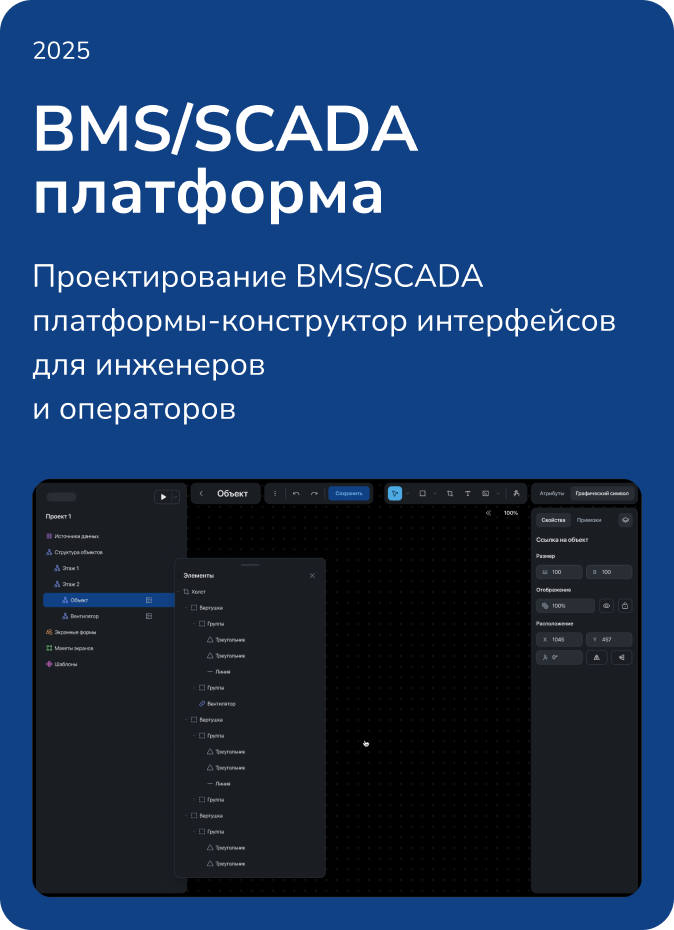 2025
BMS/SCADA
платформа
Проектирование BMS/SCADA
платформы-конструктор интерфейсов
для инженеров
и операторов
Объект
Сохранить
Атрибуты
Графический символ
100%
Проект 1
Источники данных
Структура объектов
Этаж 1
Этаж 2
Объект
Вентилятор
Экранные формы
Макеты экранов
Шаблоны
Элементы
Холст
Вертушка
Группа
Треугольник
Треугольник
Линия
Группа
Вентилятор
Вертушка
Группа
Треугольник
Треугольник
Линия
Группа
Вертушка
Группа
Треугольник
Треугольник
Свойства
Привязки
Ссылка на объект
Размер
Ш 100
В 100
Отображение
100%
Расположение
X 1045
Y 457
0°